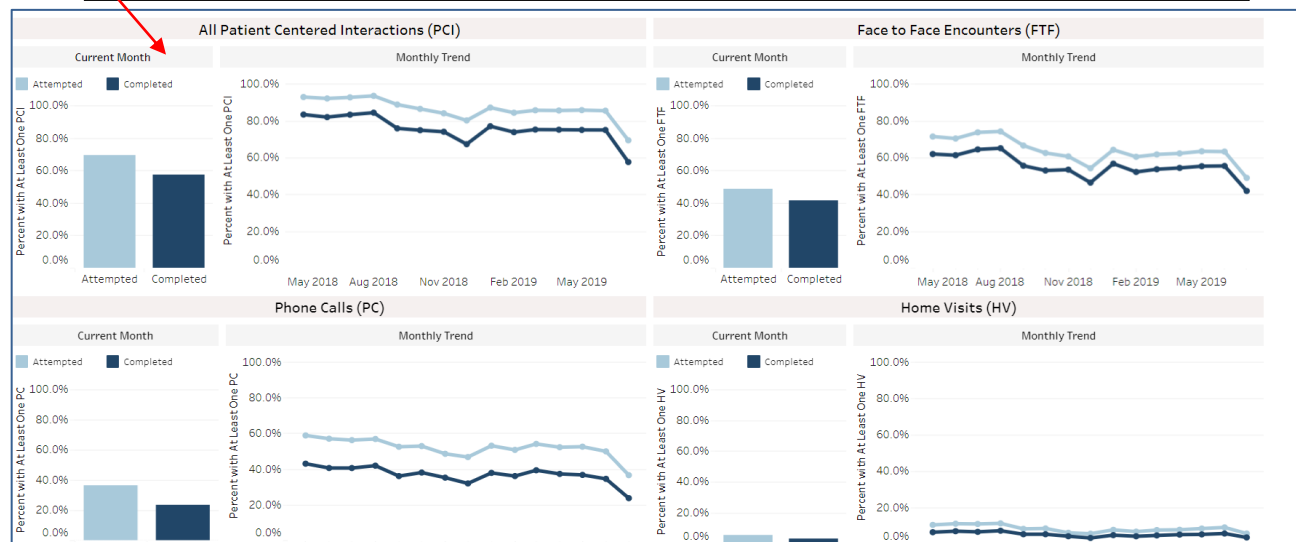 All Patient Centered Interactions (PCI)
Current Month
Monthly Trend
Attempted Completed
Percent with At Least One PCI
100.0%
80.0%
60.0%
40.0%
20.0%
0.0%
Attempted Completed
Percent with At Least One PCI
100.0%
80.0%
60.0%
40.0%
20.0%
0.0%
May 2018 Aug 2018 Nov 2018 Feb 2019 May 2019
Face to Face Encounters (FTF)
Current Month
Monthly Trend
Attempted Completed
Percent with At Least One FTF
100.0%
80.0%
60.0%
40.0%
20.0%
0.0%
Attempted Completed
Percent with At Least One FTF
100.0%
80.0%
60.0%
40.0%
20.0%
0.0%
May 2018 Aug 2018 Nov 2018 Feb 2019 May 2019
Phone Calls (PC)
Current Month
Monthly Trend
Attempted Completed
Percent with At Least One PC
100.0%
80.0%
60.0%
40.0%
20.0%
0.0%
Percent with At Least One PC
100.0%
80.0%
60.0%
40.0%
20.0%
0.0%
Home Visits (HV)
Current Month
Monthly Trend
Attempted Completed
Percent with At Least One HV
100.0%
80.0%
60.0%
40.0%
20.0%
0.0%
Percent with At Least One HV
100.0%
80.0%
60.0%
40.0%
20.0%
0.0%